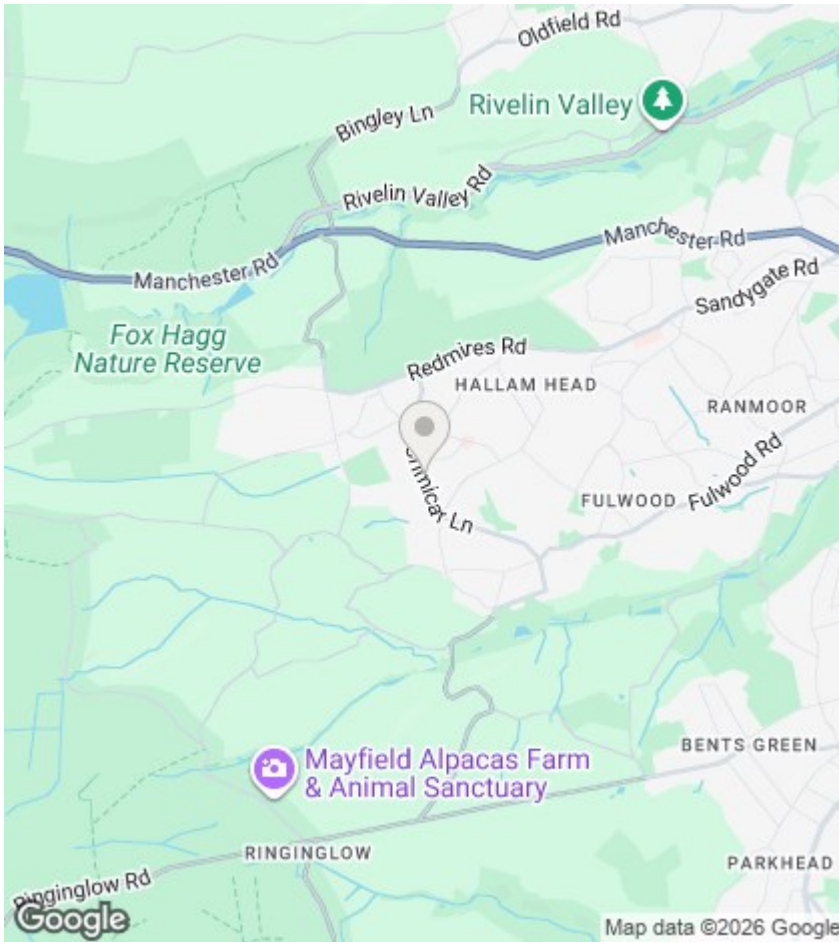 Oldfield Rd
Rivelin Valley
Bingley Ln
Rivelin Valley Rd
Manchester Rd
Manchester Rd
Sandygate Rd
Fox Hagg
Nature Reserve
Redmires Rd
HALLAM HEAD
RANMOOR
Ln
FULWOOD
Fulwood Rd
BENTS GREEN
Mayfield Alpacas Farm
& Animal Sanctuary
RINGINGLOW
PARKHEAD
Ringinglow Rd
Google
Map data ©2026 Google